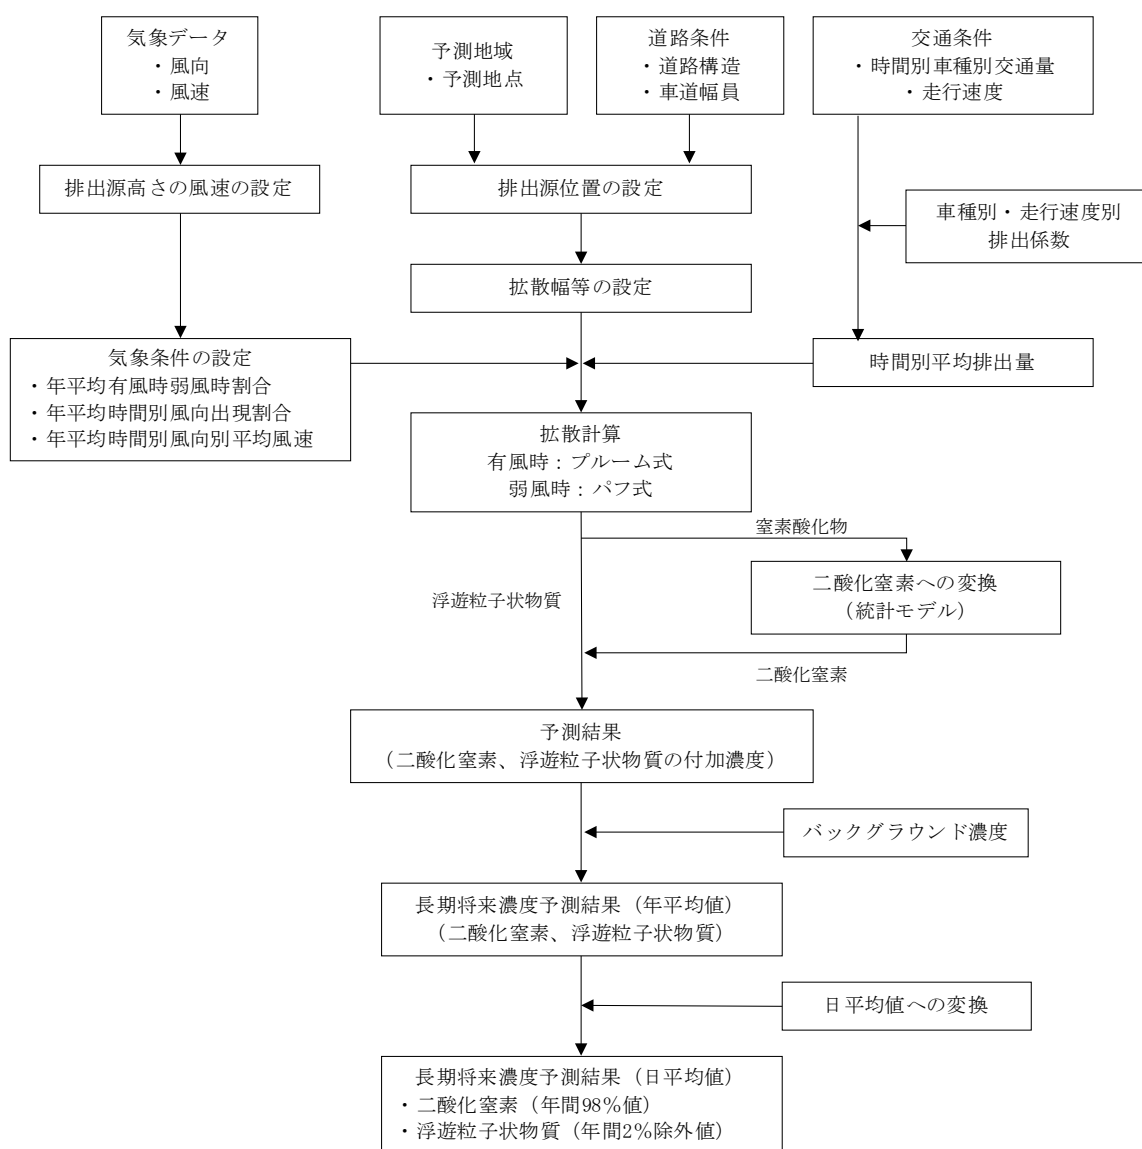 気象データ
・風向
・風速
予測地域
・予測地点
道路条件
・道路構造
・車道幅員
交通条件
・時間別車種別交通量
・走行速度
排出源高さの風速の設定
排出源位置の設定
車種別・走行速度別
排出係数
拡散幅等の設定
気象条件の設定
・年平均有風時弱風時割合
・年平均時間別風向出現割合
・年平均時間別風向別平均風速
時間別平均排出量
拡散計算
有風時：プルーム式
弱風時：パフ式
窒素酸化物
浮遊粒子状物質
二酸化窒素への変換
（統計モデル）
二酸化窒素
予測結果
（二酸化窒素、浮遊粒子状物質の付加濃度）
バックグラウンド濃度
長期将来濃度予測結果（年平均値）
（二酸化窒素、浮遊粒子状物質）
日平均値への変換
長期将来濃度予測結果（日平均値）
・二酸化窒素（年間98%値）
・浮遊粒子状物質（年間2%除外値）